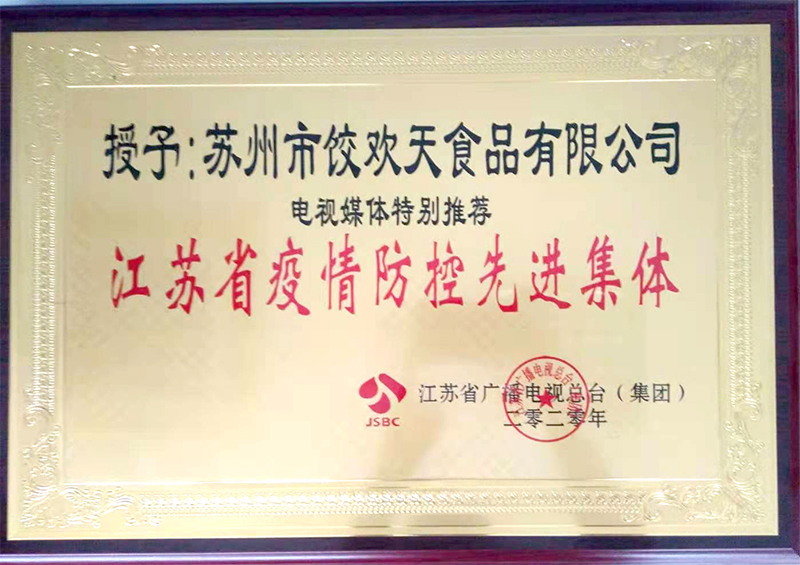 授予:苏州市饺欢天食品有限公司
电视媒体特别推荐
江苏省疫情防控先进集体
JSBC
江苏省广播电视总台(集团)
二零二零年